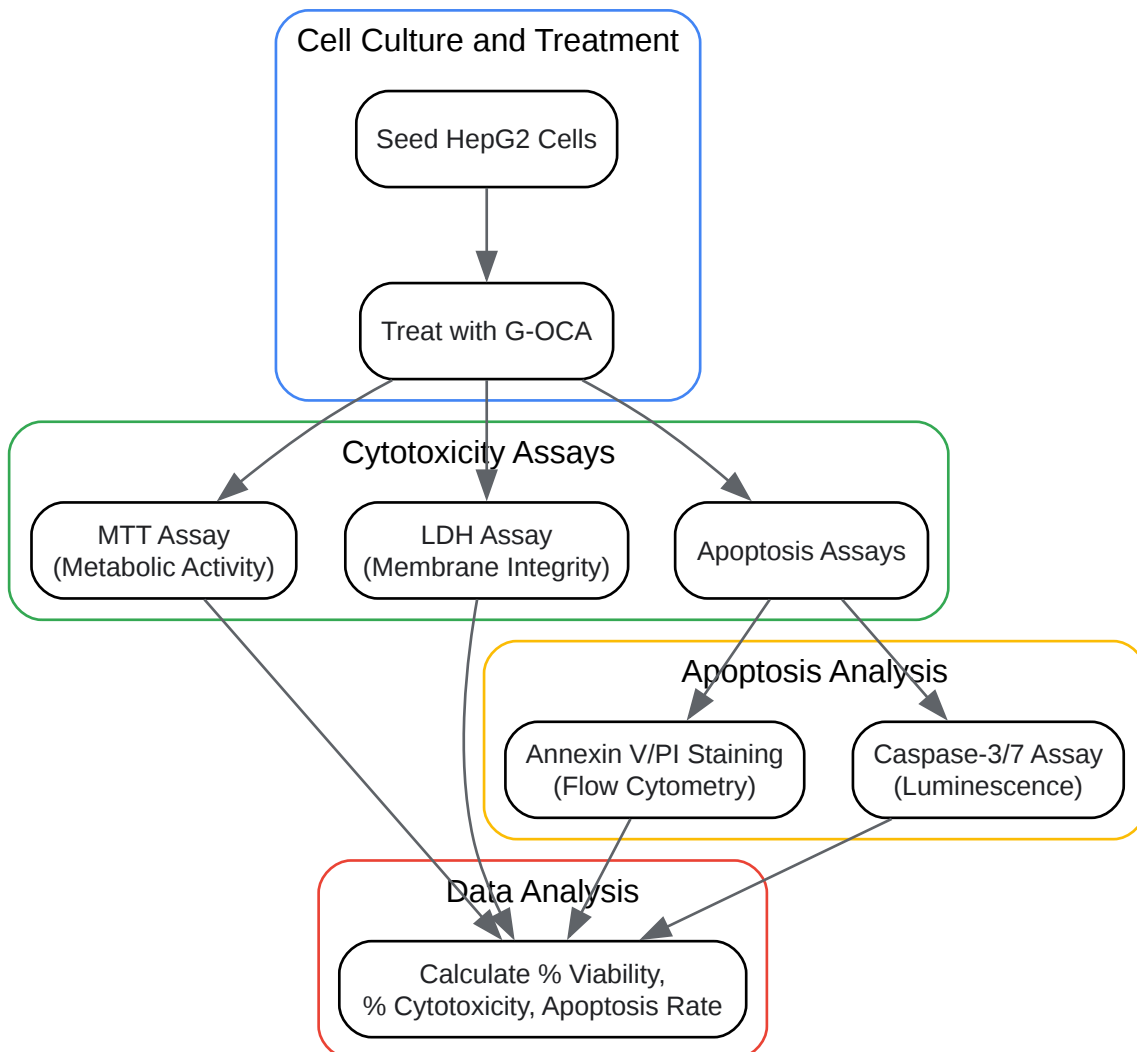 Cell Culture and Treatment
Seed HepG2 Cells
Treat with G-OCA
Cytotoxicity Assays
MTT Assay
(Metabolic Activity)
LDH Assay
(Membrane Integrity)
Apoptosis Assays
Apoptosis Analysis
Annexin V/PI Staining
(Flow Cytometry)
Caspase-3/7 Assay
(Luminescence)
Data Analysis
Calculate % Viability,
% Cytotoxicity, Apoptosis Rate